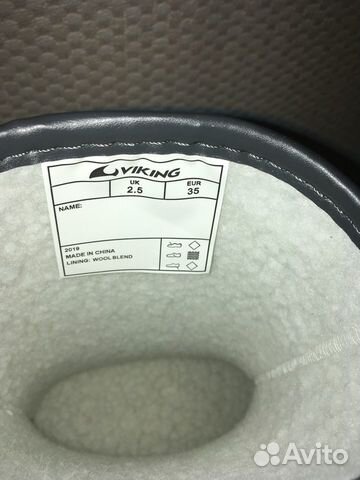 VIKING
UK EUR
2.5 35
NAME:
2019
MADE IN CHINA
LINING: WOOL BLEND
Avito